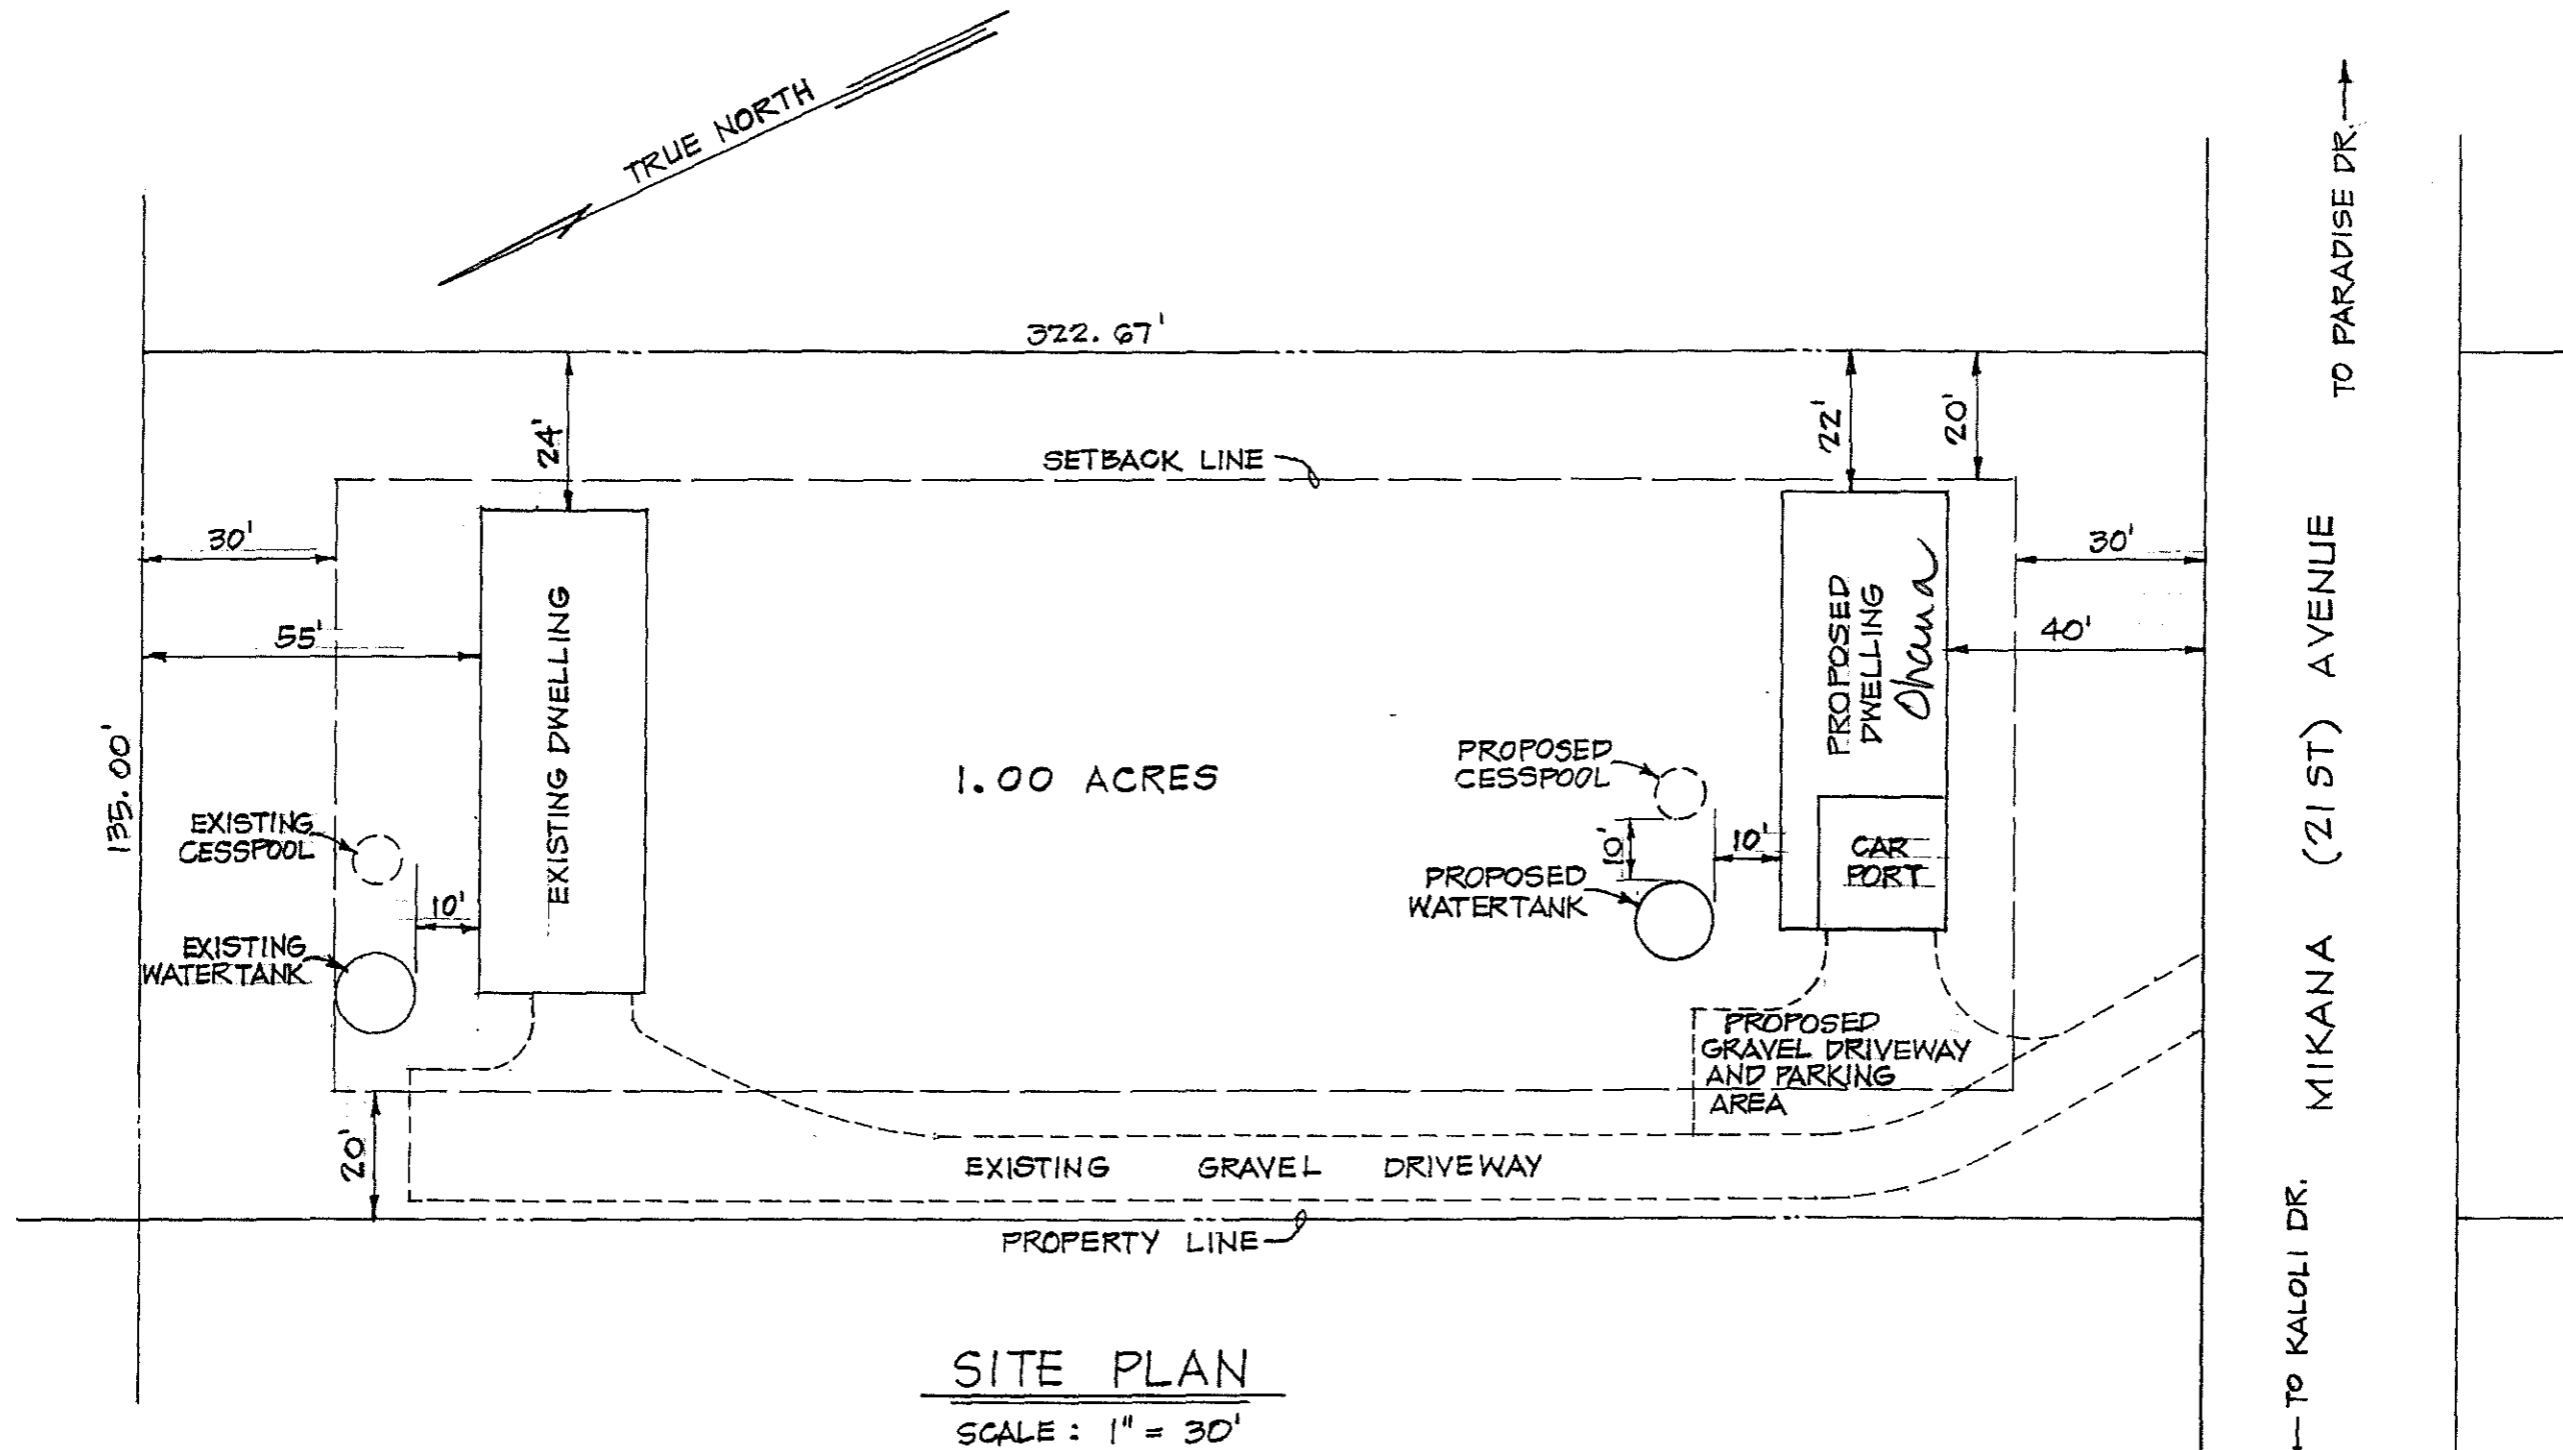 TRUE NORTH
TO PARADISE DR.
322.67'
24'
22'
20'
SETBACK LINE
30'
30'
55'
40'
EXISTING DWELLING
PROPOSED
DWELLING
Ohana
MIKANA (21ST) AVENUE
135.00'
1.00 ACRES
PROPOSED
CESSPOOL
EXISTING
CESSPOOL
10'
10'
CAR
PORT
PROPOSED
WATERTANK
10'
EXISTING
WATERTANK
PROPOSED
GRAVEL DRIVEWAY
AND PARKING
AREA
20'
EXISTING GRAVEL DRIVEWAY
PROPERTY LINE
TO KALOLI DR.
SITE PLAN
SCALE : 1" = 30'